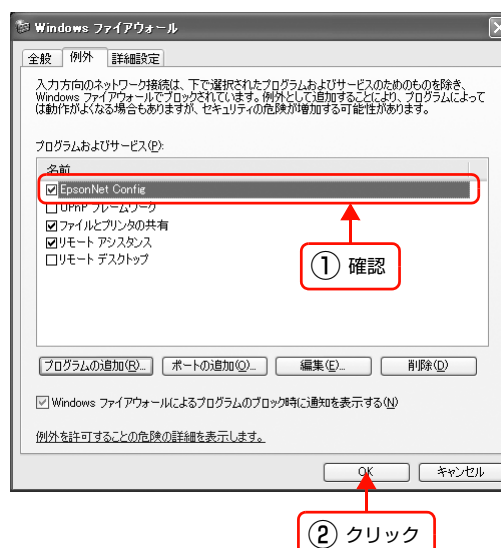 Windows ファイアウォール
全般 例外 詳細設定
入力方向のネットワーク接続は、下で選択されたプログラムおよびサービスのためのものを除き、
Windows ファイアウォールでブロックされています。例外として追加することにより、プログラムによって
は動作がよくなる場合もありますが、セキュリティの危険が増加する可能性があります。
プログラムおよびサービス(P):
名前
EpsonNet Config
UPnP フレームワーク
ファイルとプリンタの共有
リモート アシスタンス
リモート デスクトップ
① 確認
プログラムの追加(R)... ポートの追加(O)... 編集(E)... 削除(D)
Windows ファイアウォールによるプログラムのブロック時に通知を表示する(N)
例外を許可することの危険の詳細を表示します。
OK キャンセル
② クリック